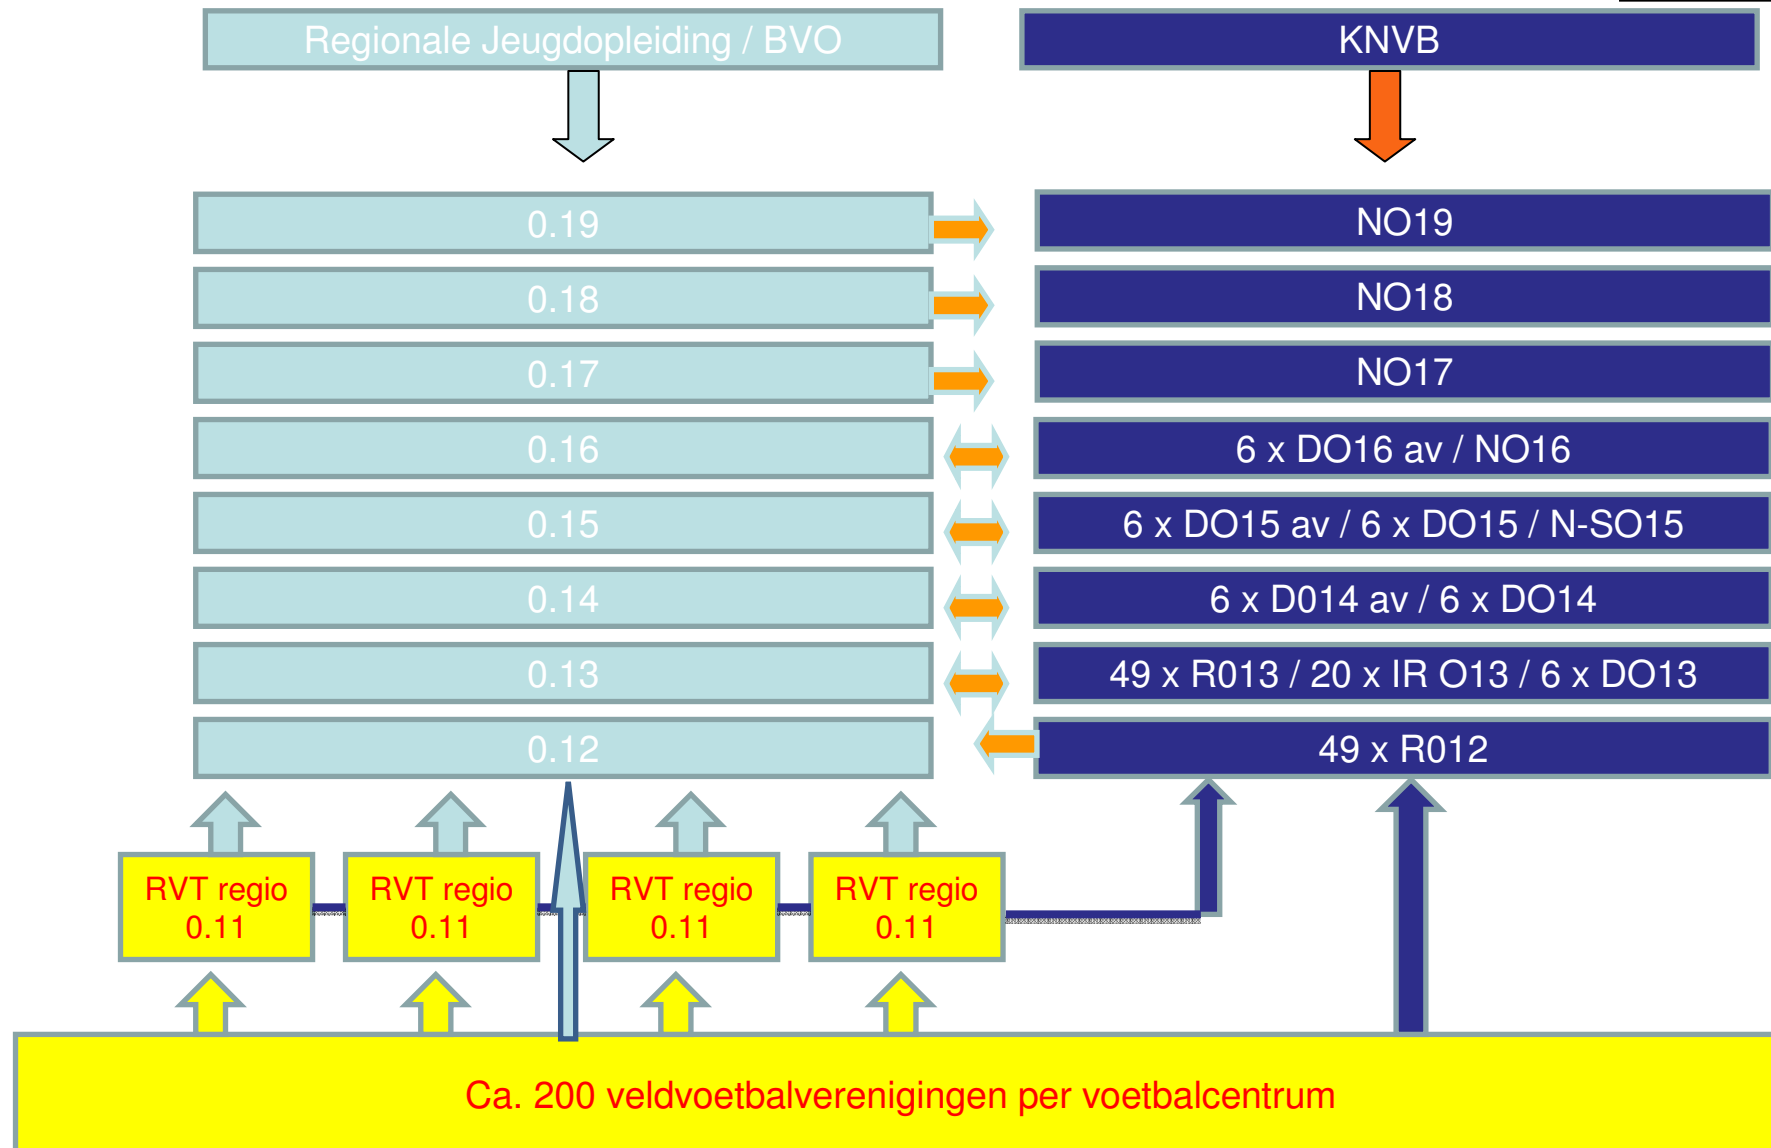 Regionale Jeugdopleiding / BVO
KNVB
0.19
NO19
0.18
NO18
0.17
NO17
0.16
6 x DO16 av / NO16
0.15
6 x DO15 av / 6 x DO15 / N-SO15
0.14
6 x D014 av / 6 x DO14
0.13
49 x R013 / 20 x IR O13 / 6 x DO13
0.12
49 x R012
RVT regio
0.11
RVT regio
0.11
RVT regio
0.11
RVT regio
0.11
Ca. 200 veldvoetbalverenigingen per voetbalcentrum